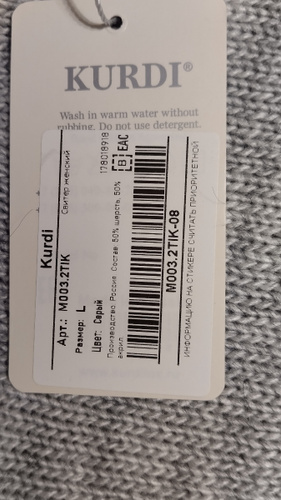 KURDI®
Wash in warm water without
rubbing. Do not use detergent.
Kurdi
Свитер женский
178018918
EAC
Арт.: M003.2TIK
Размер: L
Цвет: Серый
Производство: Россия. Состав: 50% шерсть, 50%
акрил.
M003.2TIK-08
ИНФОРМАЦИЮ НА СТИКЕРЕ СЧИТАТЬ ПРИОРИТЕТНОЙ